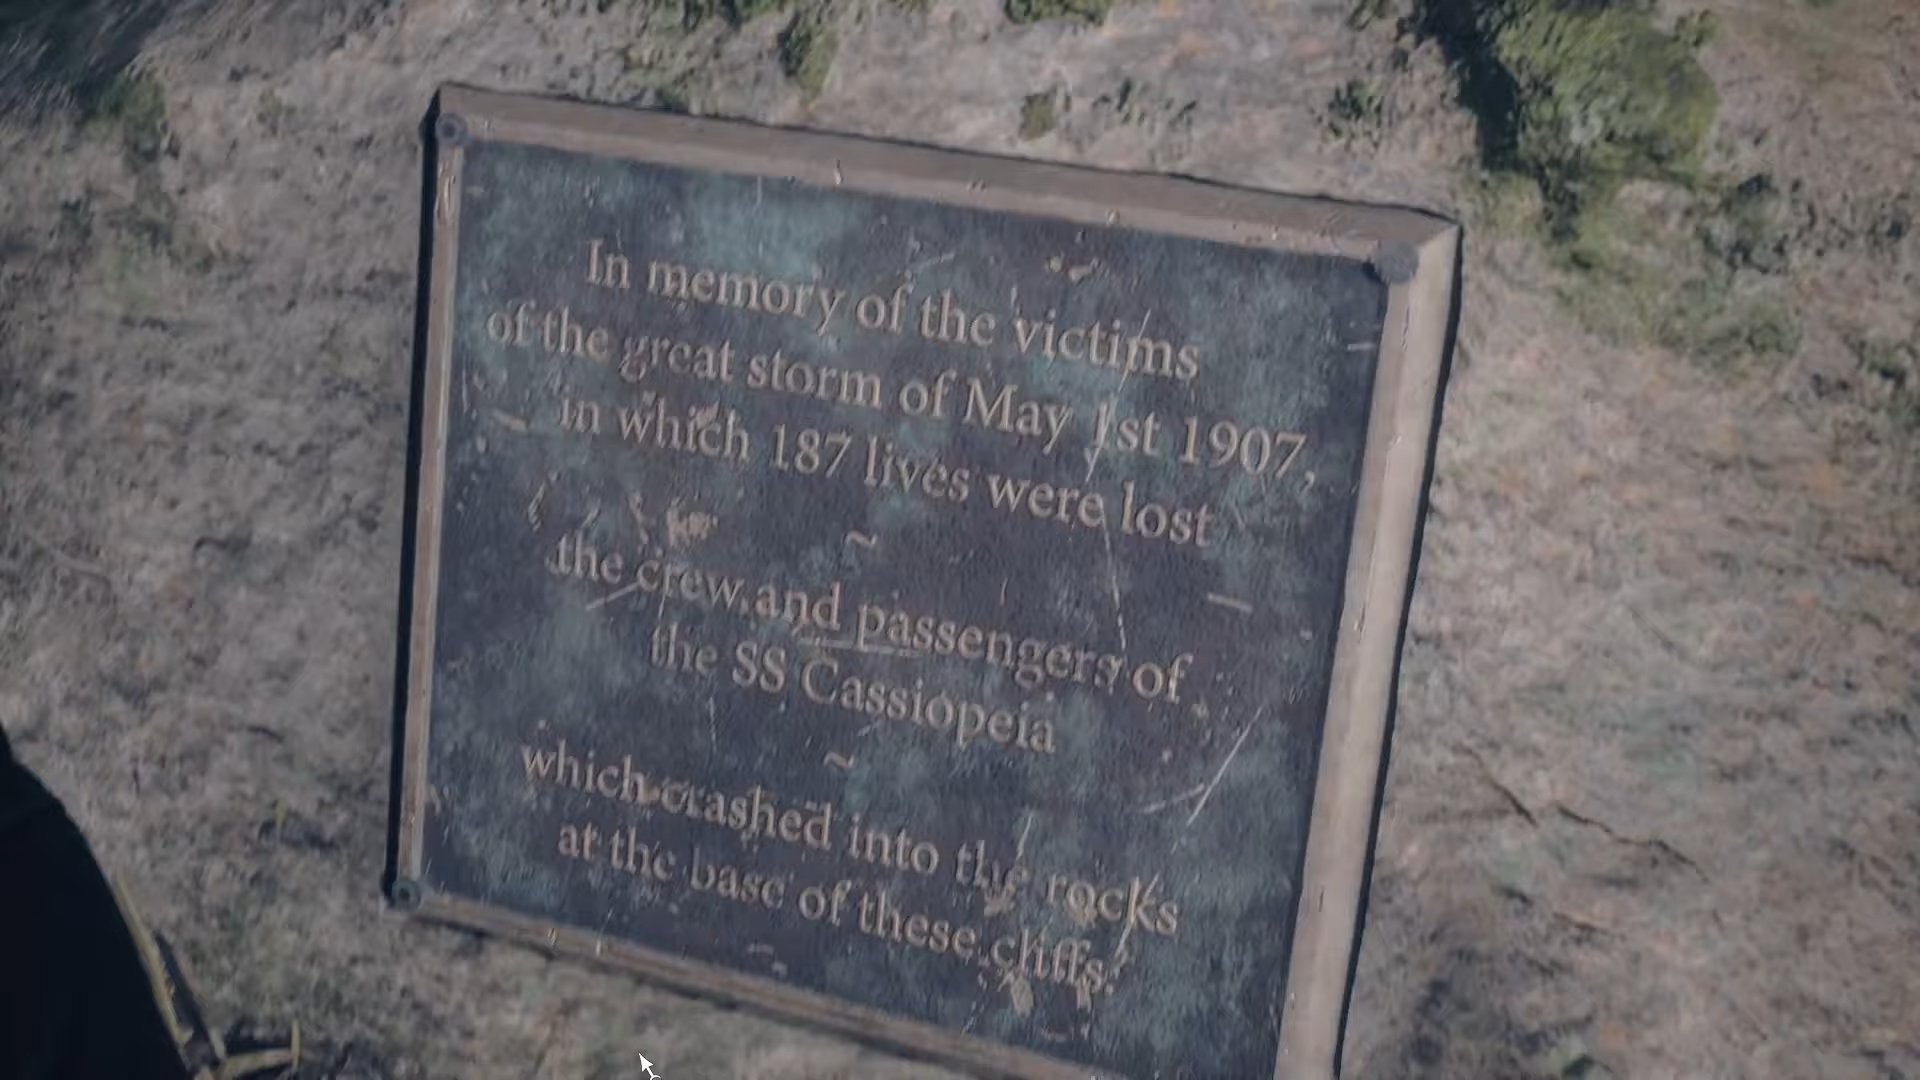 In memory of the victims
of the great storm of May 1st 1907,
in which 187 lives were lost
~
the crew and passengers of
the SS Cassiopeia
~
which crashed into the rocks
at the base of these cliffs.